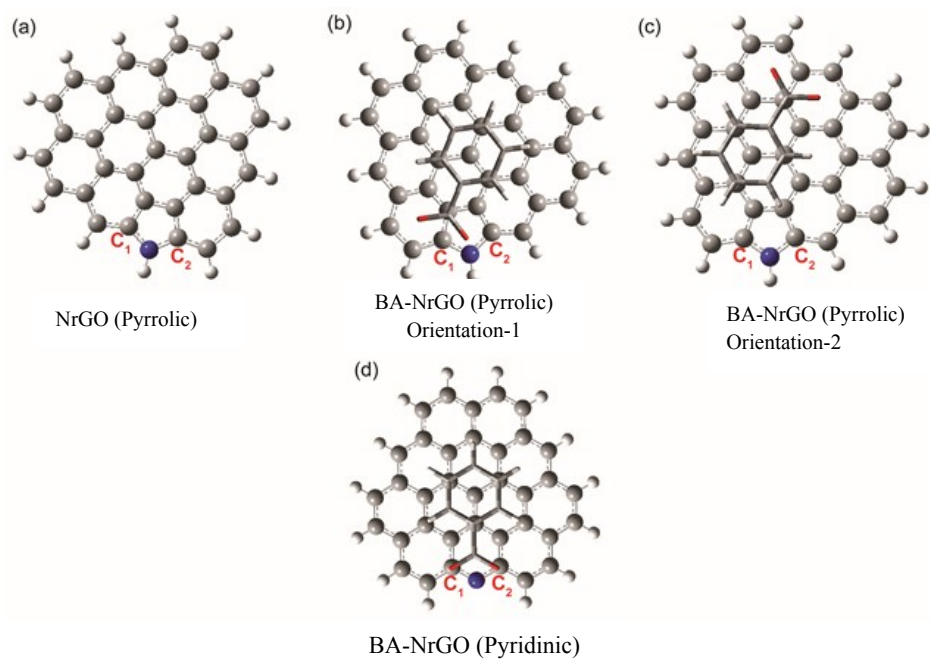 (a)
C1
C2
NrGO (Pyrrolic)
(b)
C1
C2
BA-NrGO (Pyrrolic)
Orientation-1
(c)
C1
C2
BA-NrGO (Pyrrolic)
Orientation-2
(d)
C1
C2
BA-NrGO (Pyridinic)